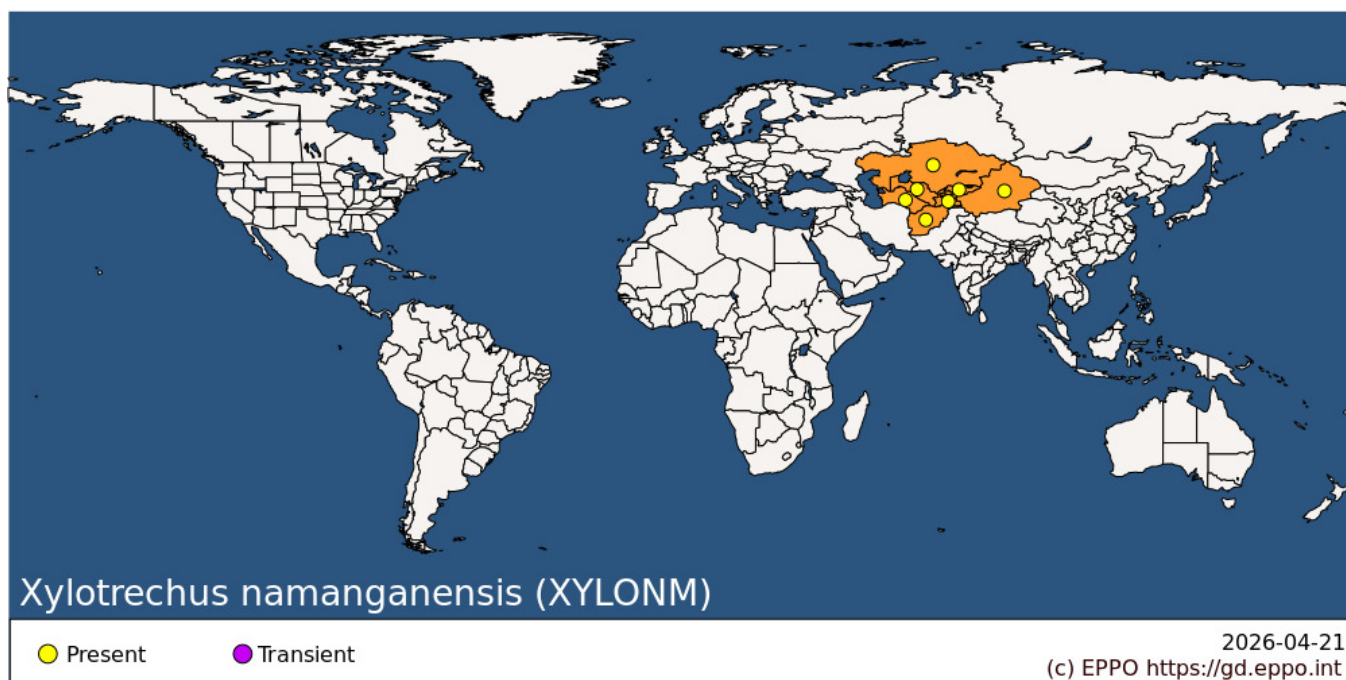 Xylotrechus namanganensis (XYLONM)
Present
Transient
2026-04-21
(c) EPPO https://gd.eppo.int